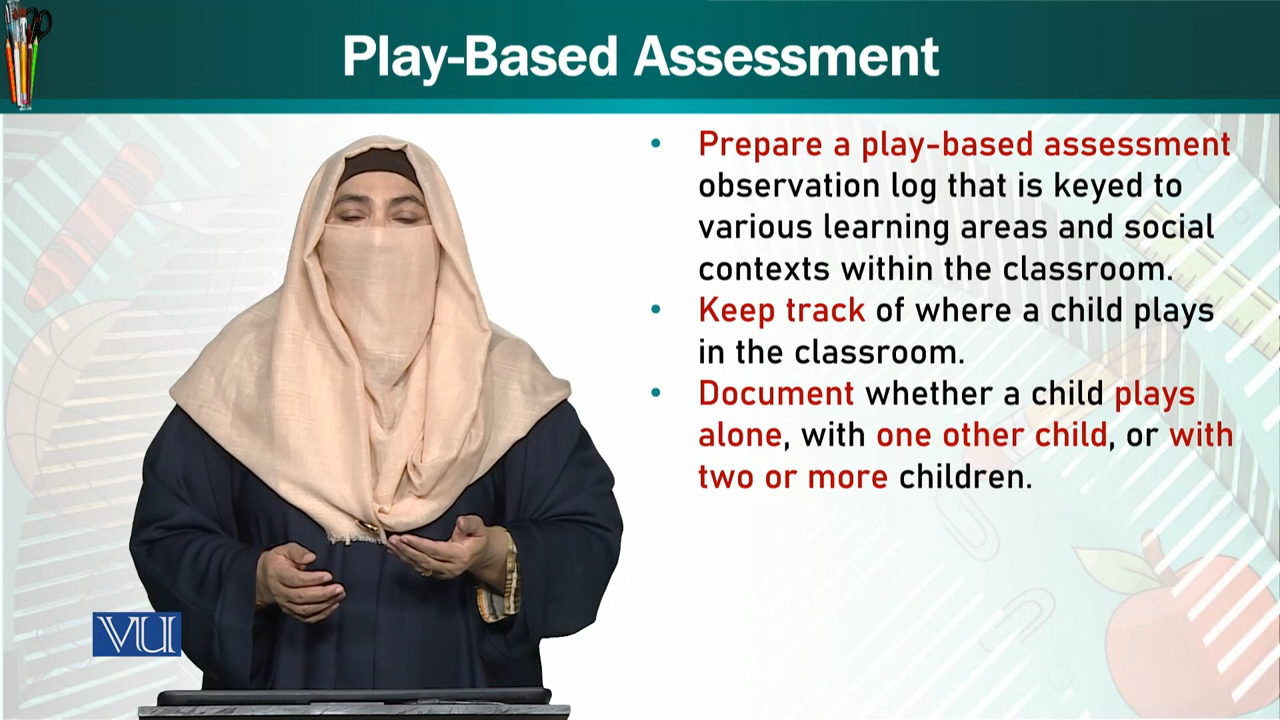 Play-Based Assessment
• Prepare a play-based assessment
observation log that is keyed to
various learning areas and social
contexts within the classroom.
• Keep track of where a child plays
in the classroom.
• Document whether a child plays
alone, with one other child, or with
two or more children.
VU